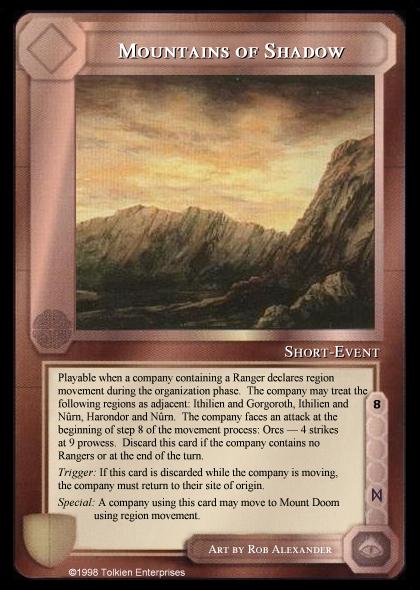 MOUNTAINS OF SHADOW
SHORT-EVENT
Playable when a company containing a Ranger declares region
movement during the organization phase. The company may treat the
following regions as adjacent: Ithilien and Gorgoroth, Ithilien and
Nûrn, Harondor and Nûrn. The company faces an attack at the
beginning of step 8 of the movement process: Orcs — 4 strikes
at 9 prowess. Discard this card if the company contains no
Rangers or at the end of the turn.
Trigger: If this card is discarded while the company is moving,
the company must return to their site of origin.
Special: A company using this card may move to Mount Doom
using region movement.
8
ART BY ROB ALEXANDER
©1998 Tolkien Enterprises